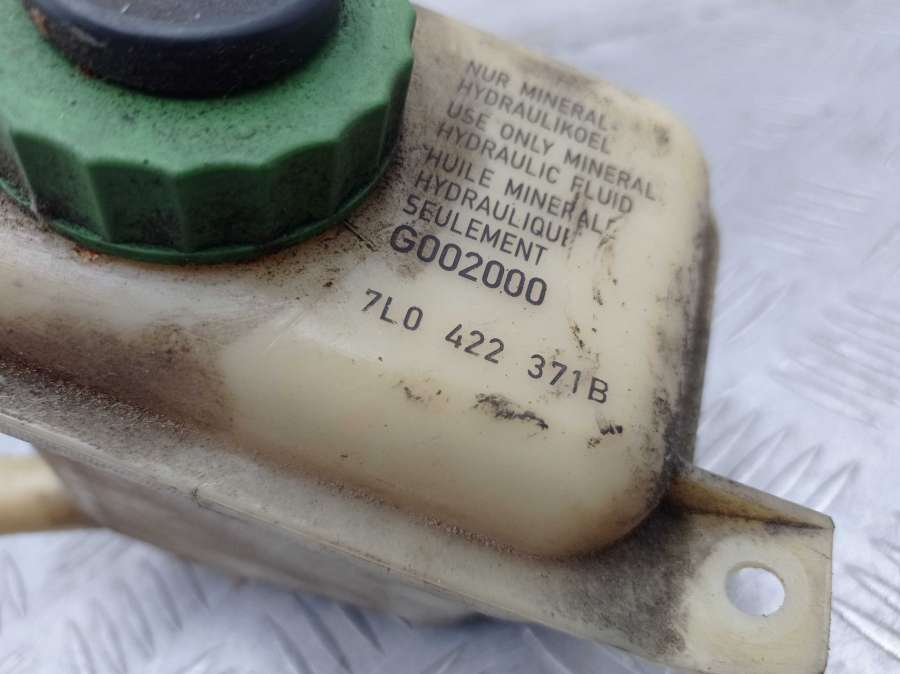 NUR MINERAL-
HYDRAULIKOEL
USE ONLY MINERAL
HYDRAULIC FLUID
HUILE MINERALE
HYDRAULIQUE
SEULEMENT
G002000
7L0 422 371B